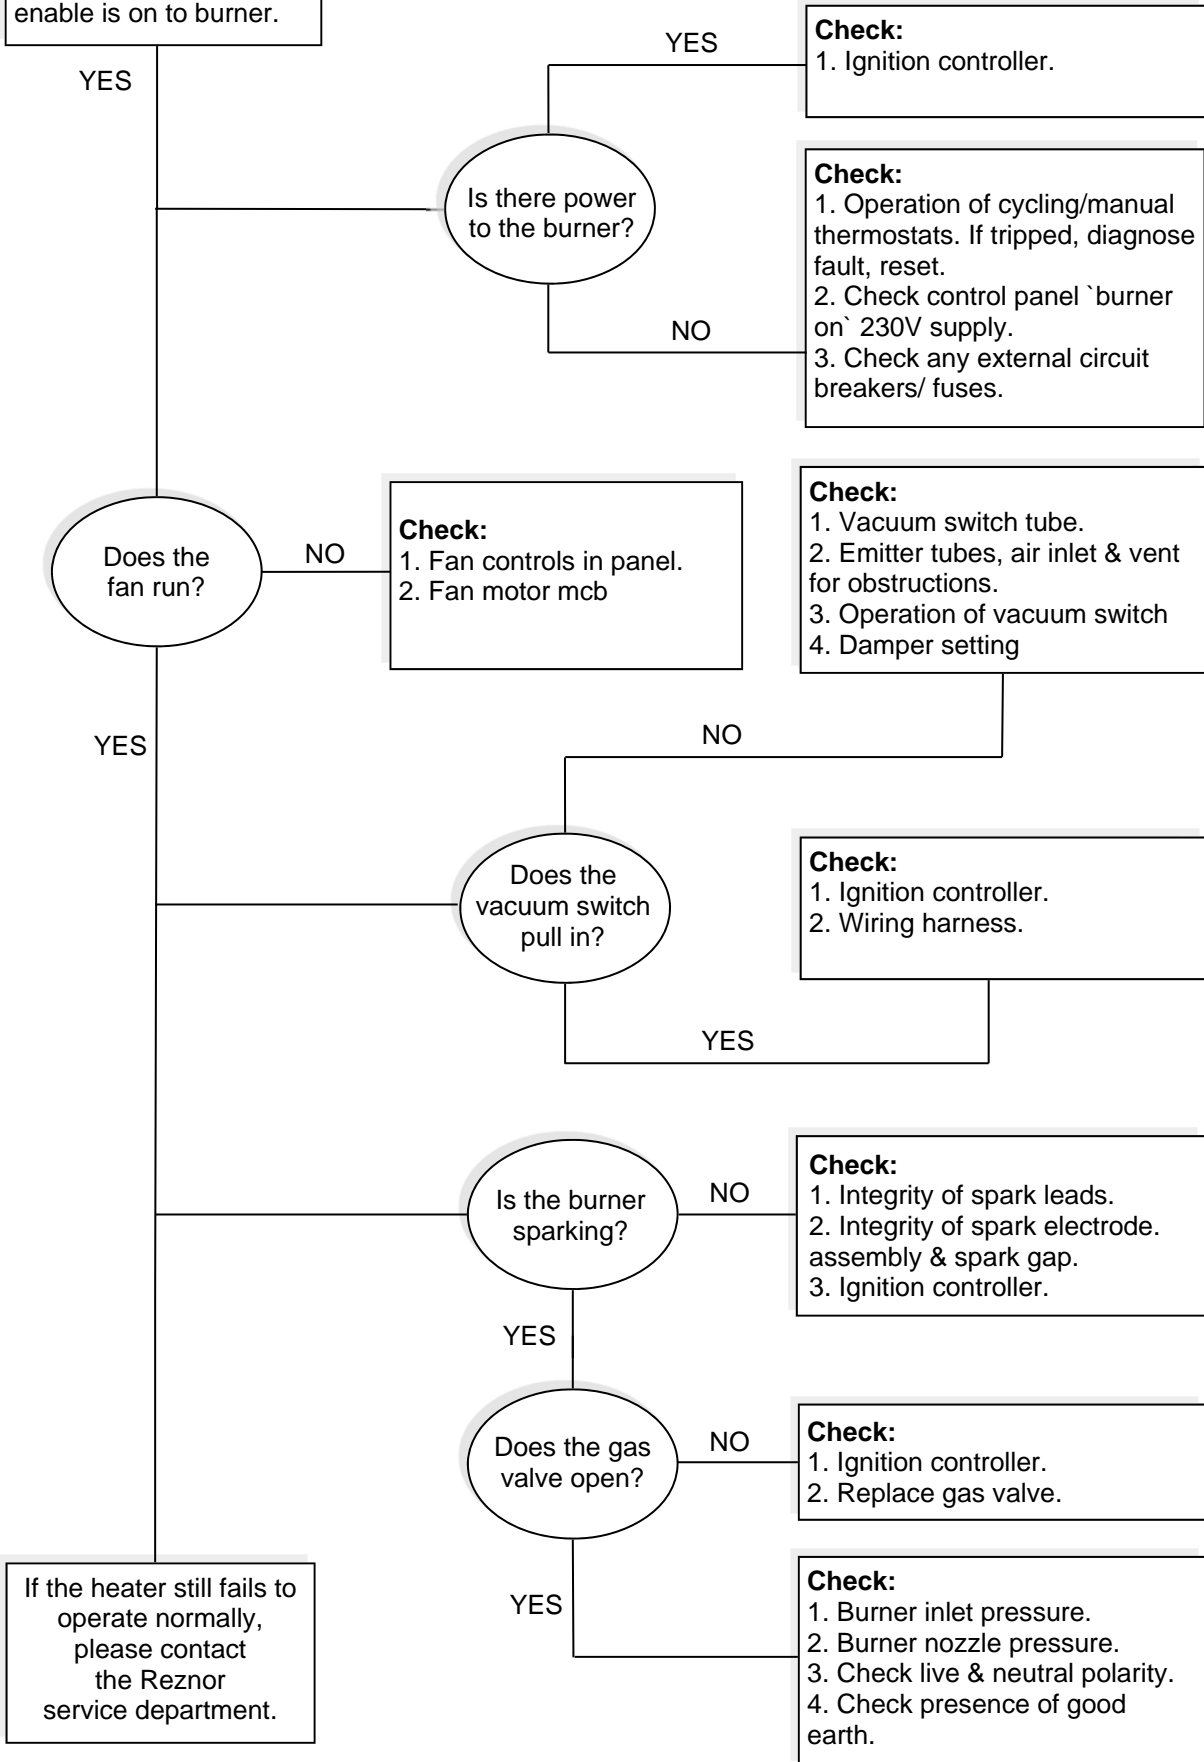 enable is on to burner.
YES
YES
Check:
1. Ignition controller.
Is there power
to the burner?
NO
Check:
1. Operation of cycling/manual
thermostats. If tripped, diagnose
fault, reset.
2. Check control panel `burner
on` 230V supply.
3. Check any external circuit
breakers/ fuses.
Does the
fan run?
NO
Check:
1. Fan controls in panel.
2. Fan motor mcb
YES
Check:
1. Vacuum switch tube.
2. Emitter tubes, air inlet & vent
for obstructions.
3. Operation of vacuum switch
4. Damper setting
NO
Does the
vacuum switch
pull in?
YES
Check:
1. Ignition controller.
2. Wiring harness.
Is the burner
sparking?
NO
Check:
1. Integrity of spark leads.
2. Integrity of spark electrode.
assembly & spark gap.
3. Ignition controller.
YES
Does the gas
valve open?
NO
Check:
1. Ignition controller.
2. Replace gas valve.
YES
Check:
1. Burner inlet pressure.
2. Burner nozzle pressure.
3. Check live & neutral polarity.
4. Check presence of good
earth.
If the heater still fails to
operate normally,
please contact
the Reznor
service department.